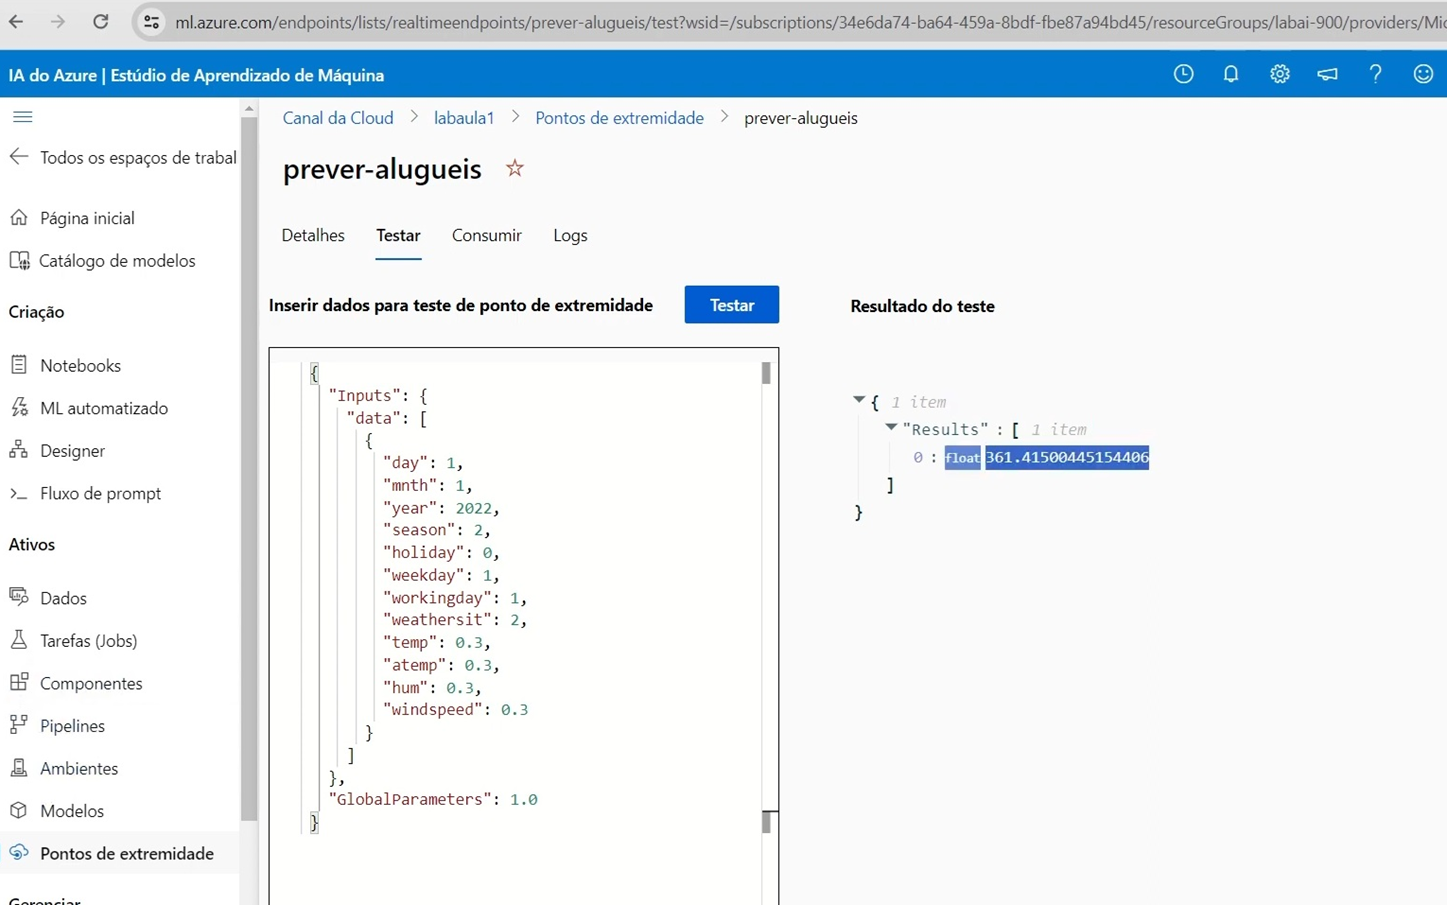 ml.azure.com/endpoints/lists/realtimeendpoints/prever-alugueis/test?wsid=/subscriptions/34e6da74-ba64-459a-8bdf-fbe87a94bd45/resourceGroups/labai-900/providers/Mic
IA do Azure | Estúdio de Aprendizado de Máquina
Todos os espaços de trabal
Página inicial
Catálogo de modelos
Criação
Notebooks
ML automatizado
Designer
Fluxo de prompt
Ativos
Dados
Tarefas (Jobs)
Componentes
Pipelines
Ambientes
Modelos
Pontos de extremidade
Gerenciar
Canal da Cloud > labaula1 > Pontos de extremidade > prever-alugueis
prever-alugueis
Detalhes Testar Consumir Logs
Inserir dados para teste de ponto de extremidade
Testar
{
"Inputs": {
"data": [
{
"day": 1,
"mnth": 1,
"year": 2022,
"season": 2,
"holiday": 0,
"weekday": 1,
"workingday": 1,
"weathersit": 2,
"temp": 0.3,
"atemp": 0.3,
"hum": 0.3,
"windspeed": 0.3
}
]
},
"GlobalParameters": 1.0
}
Resultado do teste
{ 1 item
"Results" : [ 1 item
0 : float 361.41500445154406
]
}